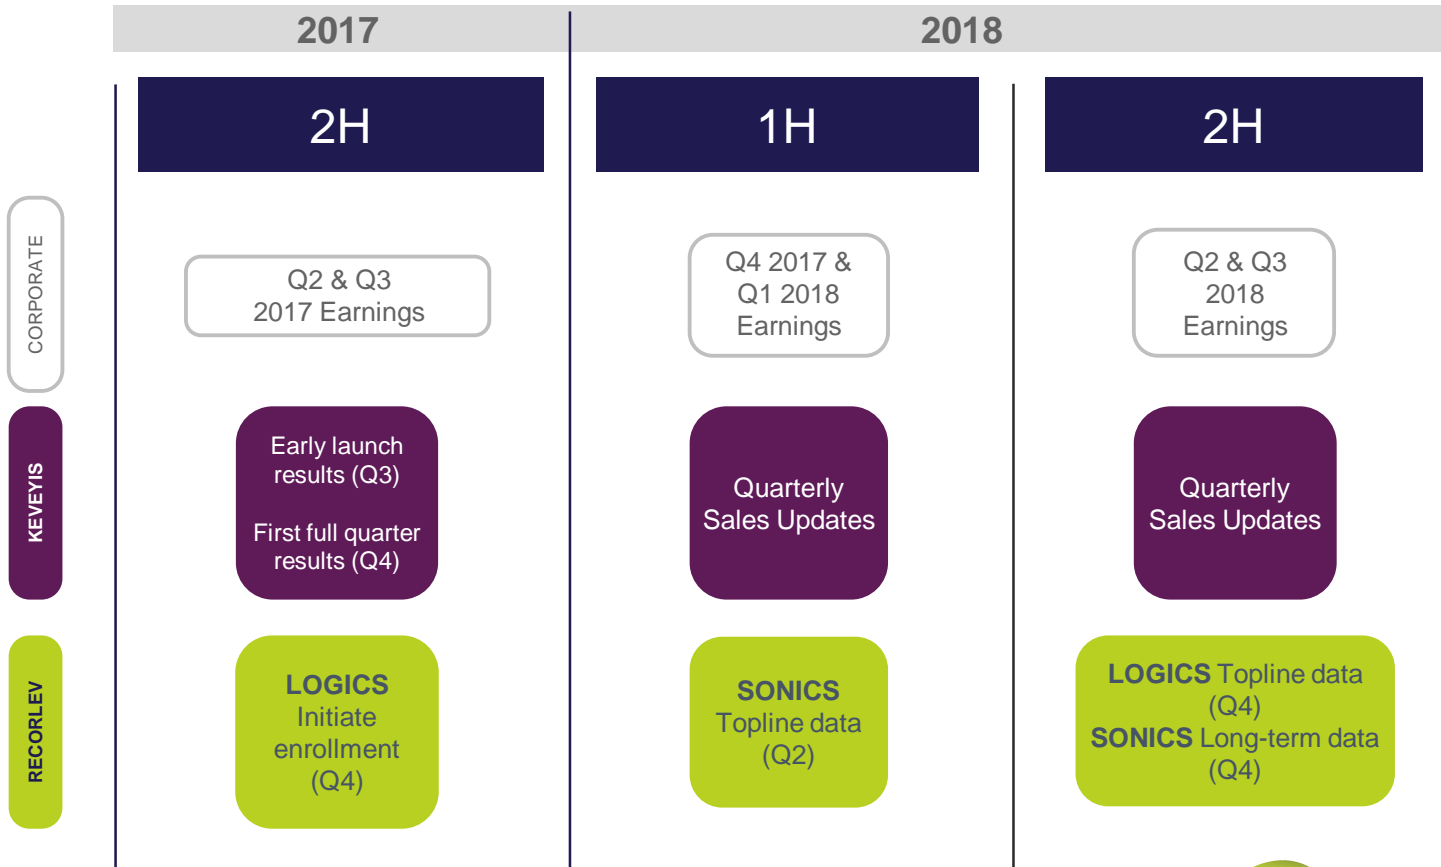 2017
2018
2H
1H
2H
CORPORATE
Q2 & Q3
2017 Earnings
Q4 2017 &
Q1 2018
Earnings
Q2 & Q3
2018
Earnings
KEVEYIS
Early launch
results (Q3)
First full quarter
results (Q4)
Quarterly
Sales Updates
Quarterly
Sales Updates
RECORLEV
LOGICS
Initiate
enrollment
(Q4)
SONICS
Topline data
(Q2)
LOGICS Topline data
(Q4)
SONICS Long-term data
(Q4)